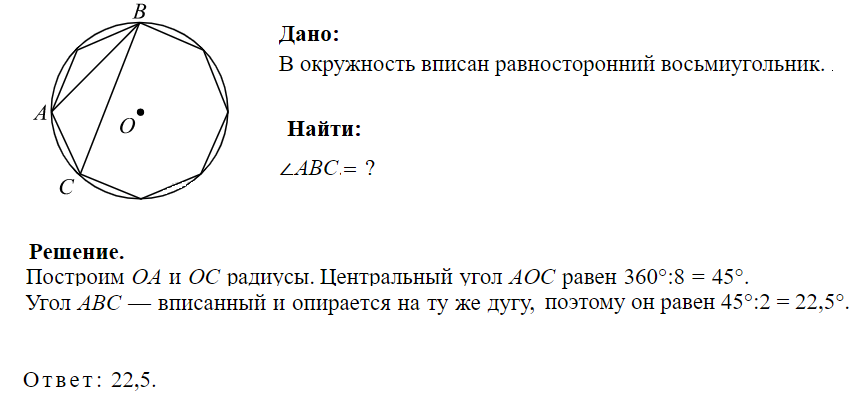 B
A
O
C
Дано:
В окружность вписан равносторонний восьмиугольник.
Найти:
∠ABC = ?
Решение.
Построим OA и OC радиусы. Центральный угол AOC равен 360°:8 = 45°.
Угол ABC — вписанный и опирается на ту же дугу, поэтому он равен 45°:2 = 22,5°.
Ответ: 22,5.